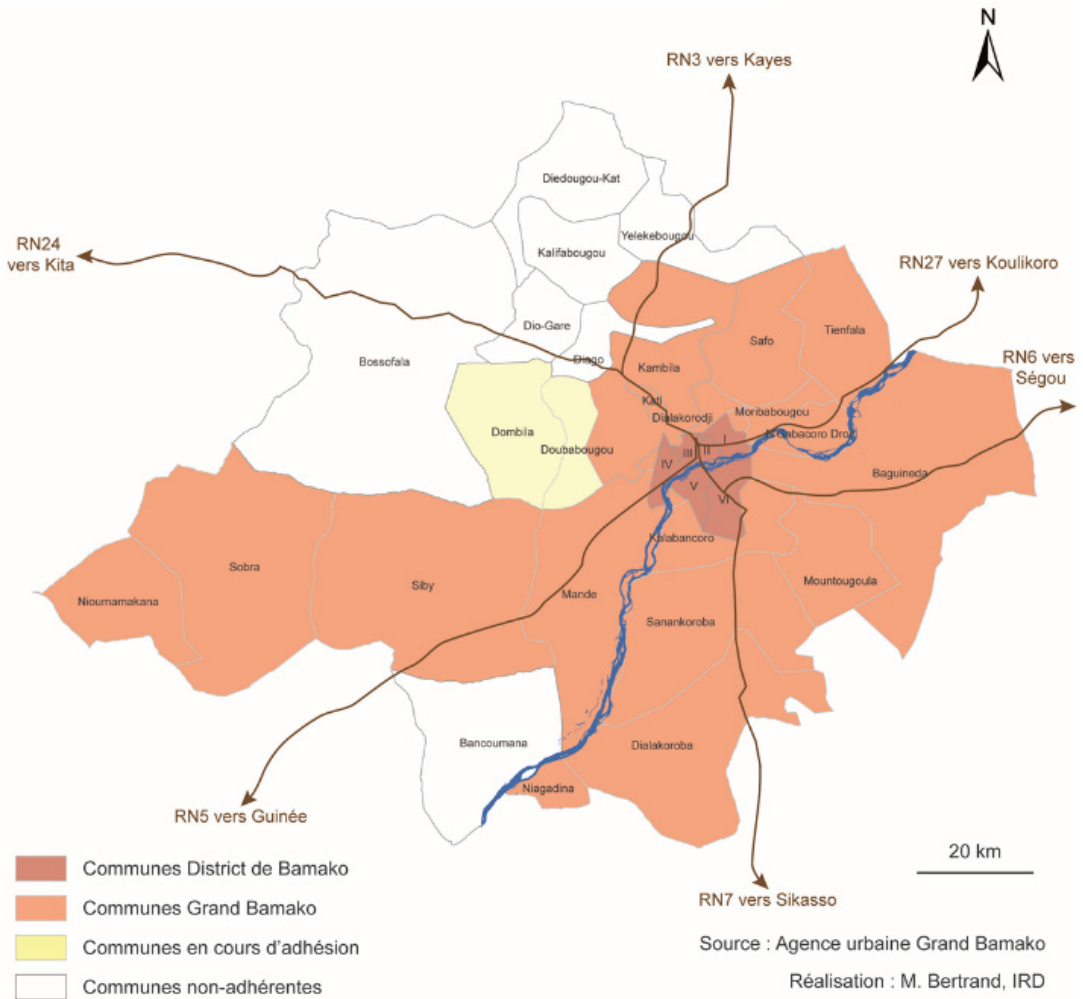 N
RN3 vers Kayes
Diedougou-Kat
Yelekebougou
RN24
vers Kita
Kalifabougou
RN27 vers Koulikoro
Dio-Gare
Tienfala
Safo
Diago
RN6 vers
Ségou
Bossofala
Kambila
Kati
Dialakorodji
Moribabougou
Dombila
Doubabougou
I
II
III
N'Gabacoro Droit
IV
Baguineda
V
VI
Kalabancoro
Sobra
Siby
Mande
Mountougoula
Nioumamakana
Sanankoroba
Bancoumana
Dialakoroba
Niagadina
RN5 vers Guinée
20 km
Communes District de Bamako
RN7 vers Sikasso
Communes Grand Bamako
Communes en cours d'adhésion
Source : Agence urbaine Grand Bamako
Communes non-adhérentes
Réalisation : M. Bertrand, IRD